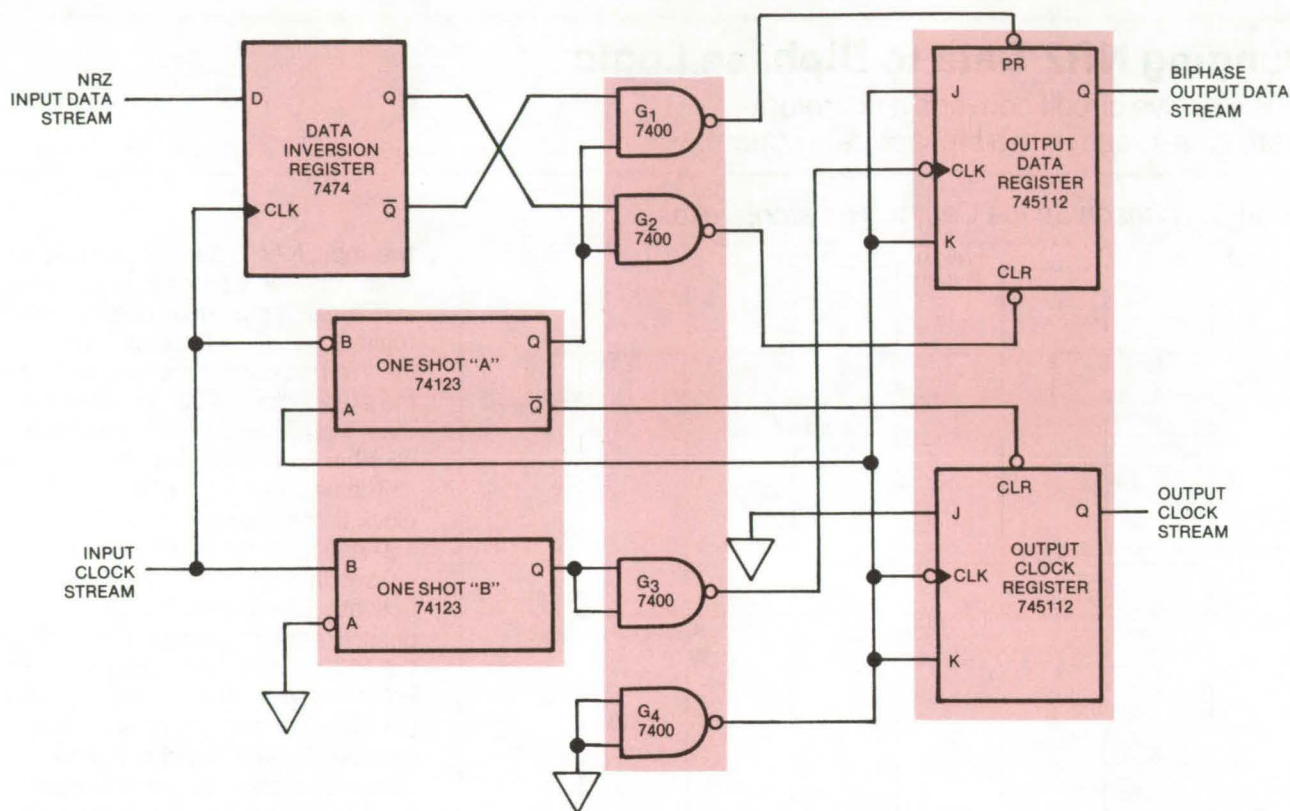 NRZ
INPUT DATA
STREAM
D
Q
DATA
INVERSION
REGISTER
7474
CLK
Q̅
G1
7400
G2
7400
PR
J
Q
OUTPUT
DATA
REGISTER
745112
CLK
K
CLR
BIPHASE
OUTPUT DATA
STREAM
B
Q
ONE SHOT "A"
74123
A
Q̅
INPUT
CLOCK
STREAM
B
Q
ONE SHOT "B"
74123
A
G3
7400
G4
7400
CLR
J
Q
OUTPUT
CLOCK
REGISTER
745112
CLK
K
OUTPUT
CLOCK
STREAM